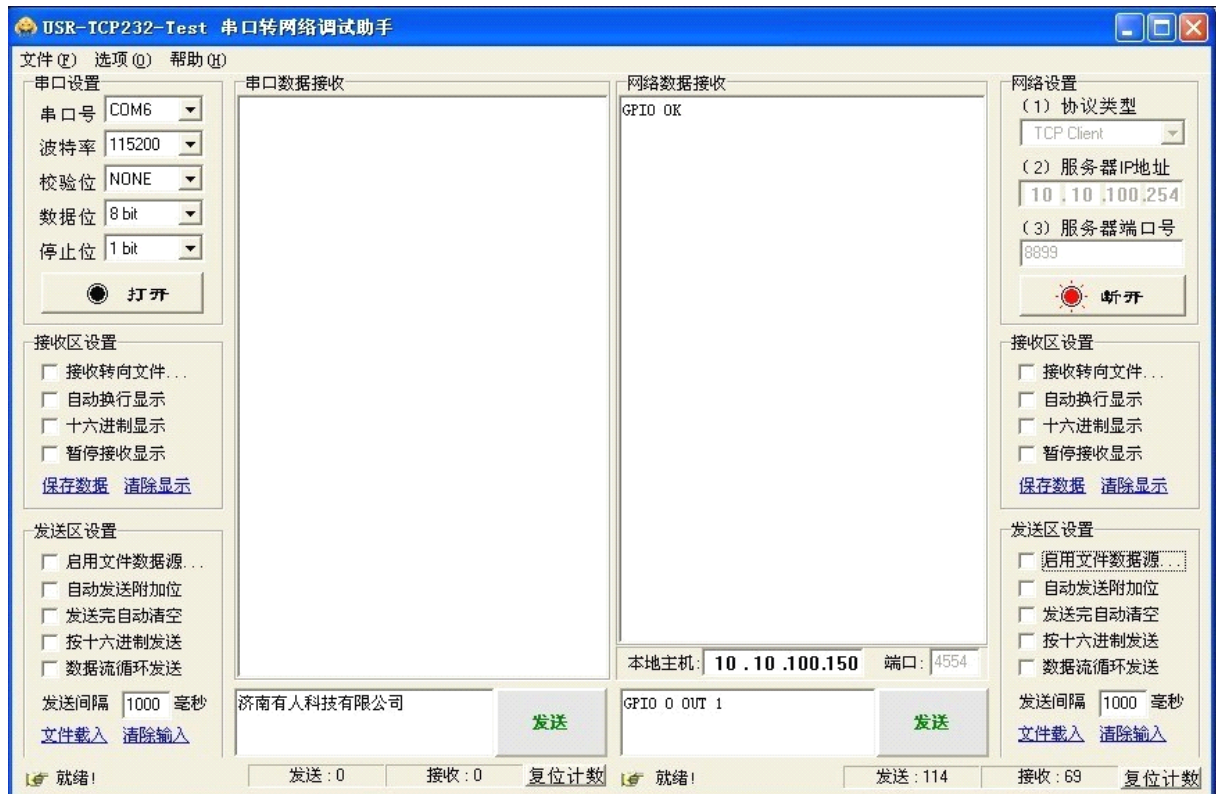 USR-TCP232-Test 串口转网络调试助手
文件(F) 选项(O) 帮助(H)
串口设置
串口号 COM6
波特率 115200
校验位 NONE
数据位 8 bit
停止位 1 bit
打开
接收区设置
接收转向文件...
自动换行显示
十六进制显示
暂停接收显示
保存数据 清除显示
发送区设置
启用文件数据源...
自动发送附加位
发送完自动清空
按十六进制发送
数据流循环发送
发送间隔 1000 毫秒
文件载入 清除输入
就绪!
串口数据接收
济南有人科技有限公司
发送
发送:0 接收:0 复位计数
网络数据接收
GPIO OK
本地主机: 10 . 10 .100.150 端口: 4554
GPIO 0 OUT 1
发送
就绪! 发送:114 接收:69 复位计数
网络设置
(1) 协议类型
TCP Client
(2) 服务器IP地址
10 . 10 .100.254
(3) 服务器端口号
8899
断开
接收区设置
接收转向文件...
自动换行显示
十六进制显示
暂停接收显示
保存数据 清除显示
发送区设置
启用文件数据源...
自动发送附加位
发送完自动清空
按十六进制发送
数据流循环发送
发送间隔 1000 毫秒
文件载入 清除输入